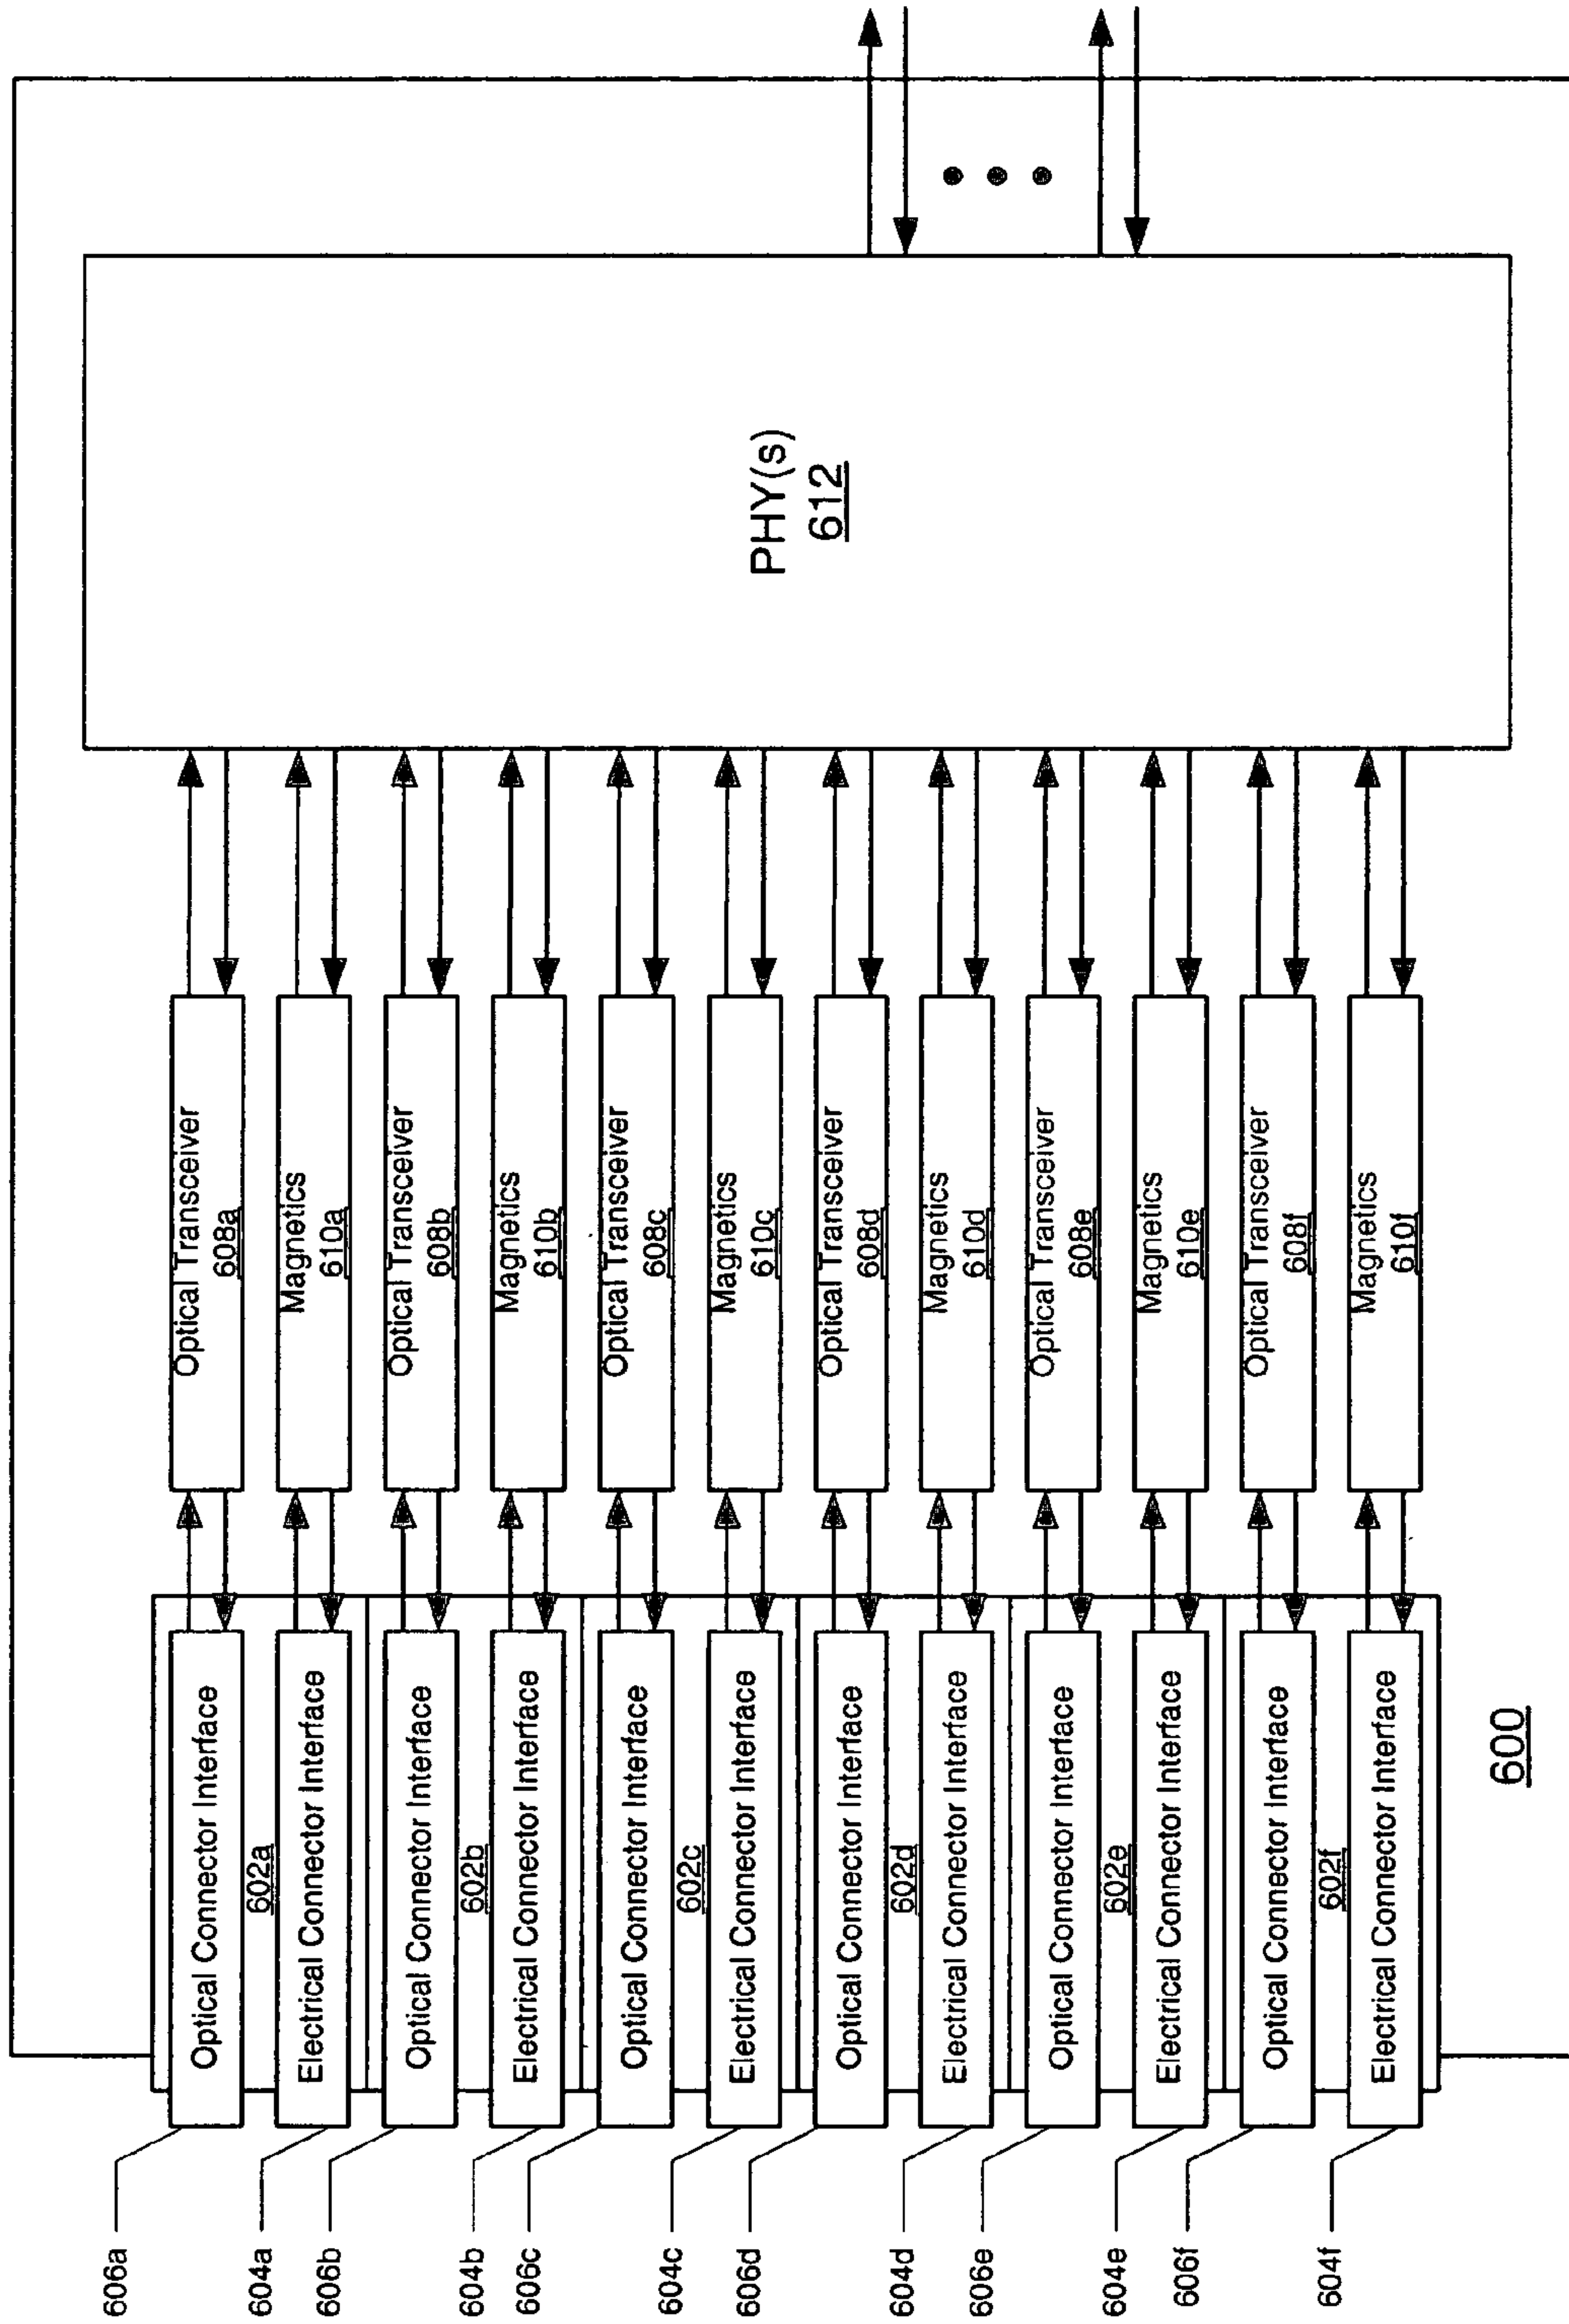 606a
604a
606b
604b
606c
604c
606d
604d
606e
604e
606f
604f
Optical Connector Interface
602a
Electrical Connector Interface
Optical Connector Interface
602b
Electrical Connector Interface
Optical Connector Interface
602c
Electrical Connector Interface
Optical Connector Interface
602d
Electrical Connector Interface
Optical Connector Interface
602e
Electrical Connector Interface
Optical Connector Interface
602f
Electrical Connector Interface
600
Optical Transceiver
608a
Magnetics
610a
Optical Transceiver
608b
Magnetics
610b
Optical Transceiver
608c
Magnetics
610c
Optical Transceiver
608d
Magnetics
610d
Optical Transceiver
608e
Magnetics
610e
Optical Transceiver
608f
Magnetics
610f
PHY(s)
612